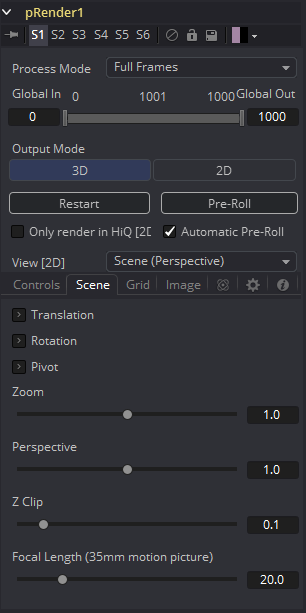 pRender1
S1 S2 S3 S4 S5 S6
Process Mode Full Frames
Global In 0 1001 1000 Global Out
0 1000
Output Mode
3D 2D
Restart Pre-Roll
Only render in HiQ [2D Automatic Pre-Roll
View [2D] Scene (Perspective)
Controls Scene Grid Image
Translation
Rotation
Pivot
Zoom
1.0
Perspective
1.0
Z Clip
0.1
Focal Length (35mm motion picture)
20.0